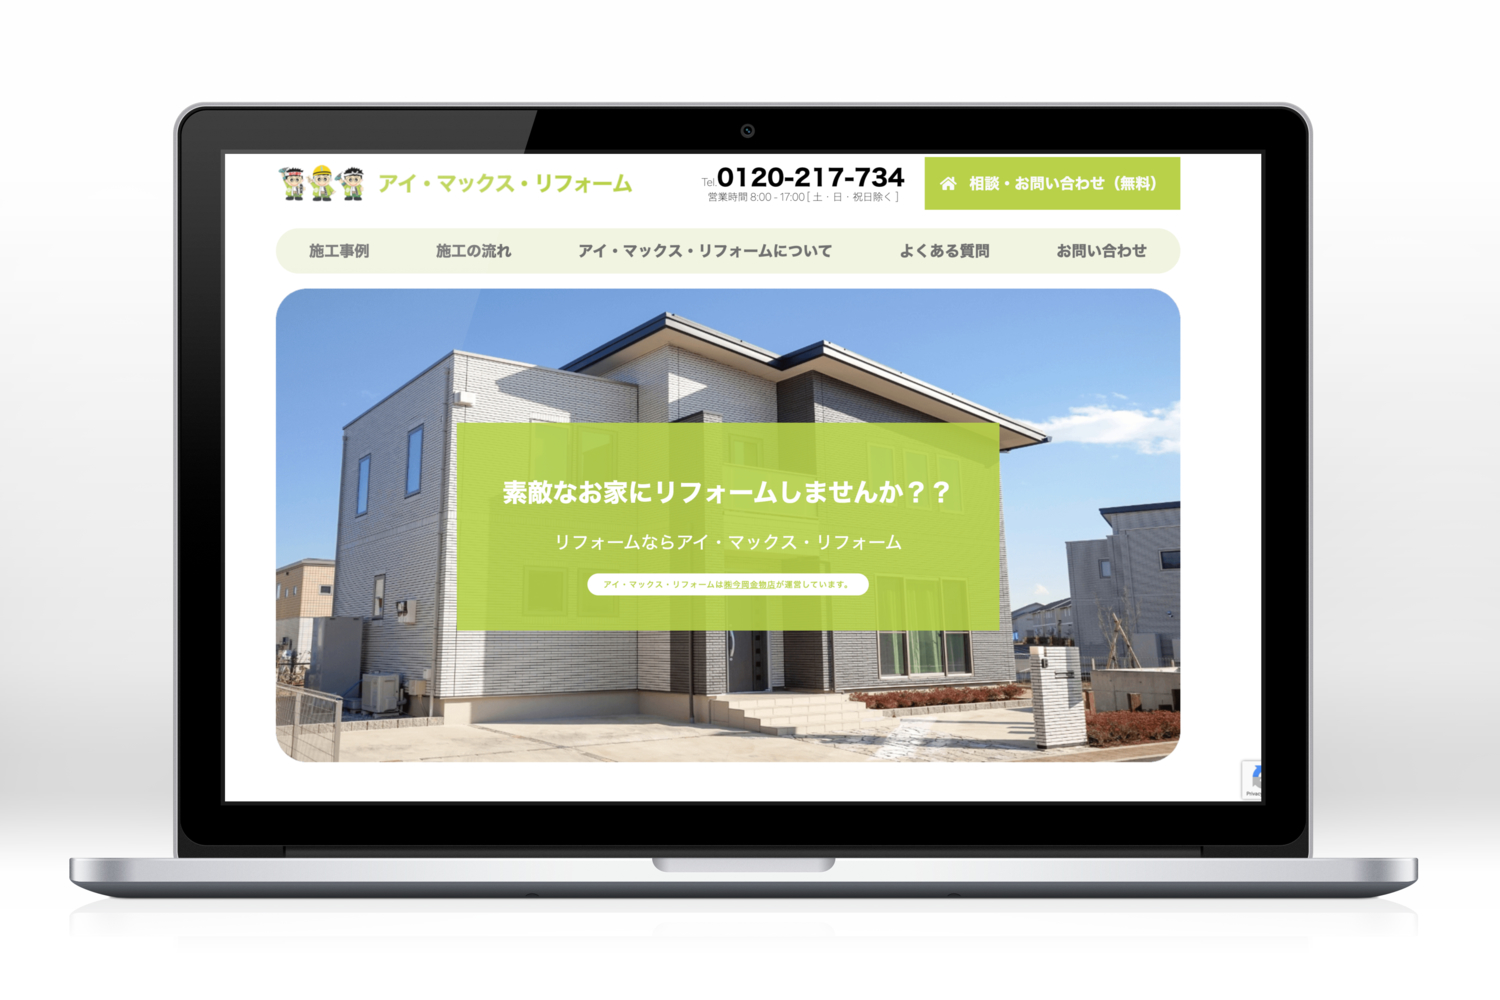 アイ・マックス・リフォーム
Tel.0120-217-734
営業時間 8:00 - 17:00 [ 土・日・祝日除く ]
相談・お問い合わせ（無料）
施工事例 施工の流れ アイ・マックス・リフォームについて よくある質問 お問い合わせ
素敵なお家にリフォームしませんか？？
リフォームならアイ・マックス・リフォーム
アイ・マックス・リフォームは㈱今岡金物店が運営しています。